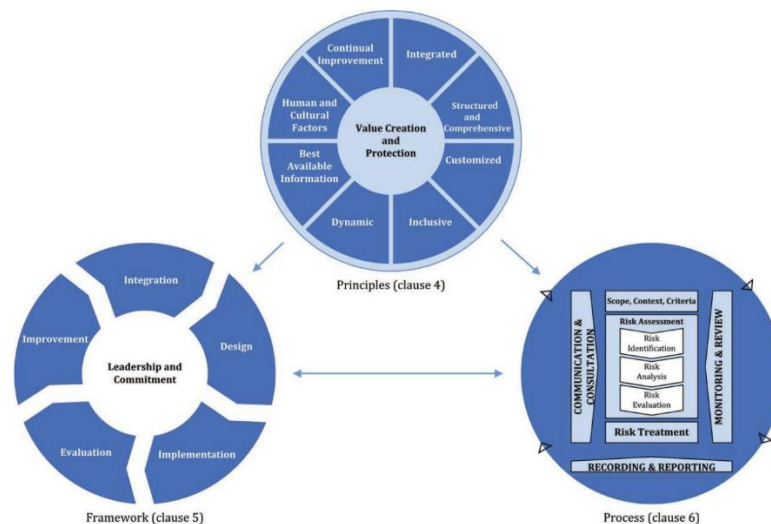 Continual
Improvement
Integrated
Human and
Cultural
Factors
Structured
and
Comprehensive
Value Creation
and
Protection
Best
Available
Information
Customized
Dynamic
Inclusive
Principles (clause 4)
Integration
Improvement
Design
Leadership and
Commitment
Evaluation
Implementation
Framework (clause 5)
Scope, Context, Criteria
COMMUNICATION &
CONSULTATION
Risk Assessment
Risk
Identification
Risk
Analysis
Risk
Evaluation
MONITORING & REVIEW
Risk Treatment
RECORDING & REPORTING
Process (clause 6)